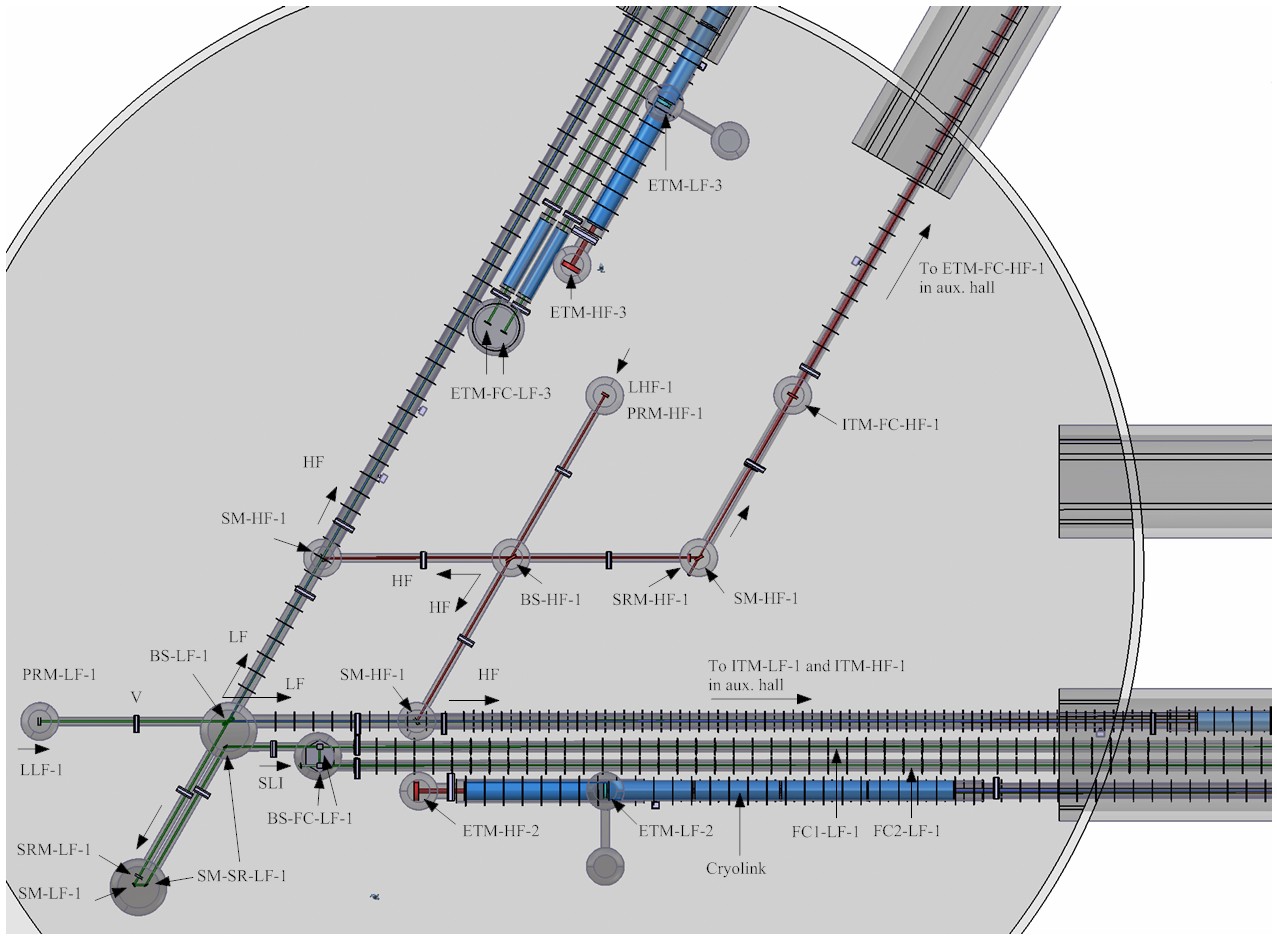 ETM-LF-3
To ETM-FC-HF-1
in aux. hall
ETM-HF-3
LHF-1
ETM-FC-LF-3
PRM-HF-1
ITM-FC-HF-1
HF
SM-HF-1
HF
HF
BS-HF-1
SRM-HF-1
SM-HF-1
LF
BS-LF-1
PRM-LF-1
V
LF
SM-HF-1
HF
To ITM-LF-1 and ITM-HF-1
in aux. hall
LLF-1
SLI
BS-FC-LF-1
ETM-HF-2
ETM-LF-2
FC1-LF-1
FC2-LF-1
Cryolink
SRM-LF-1
SM-SR-LF-1
SM-LF-1